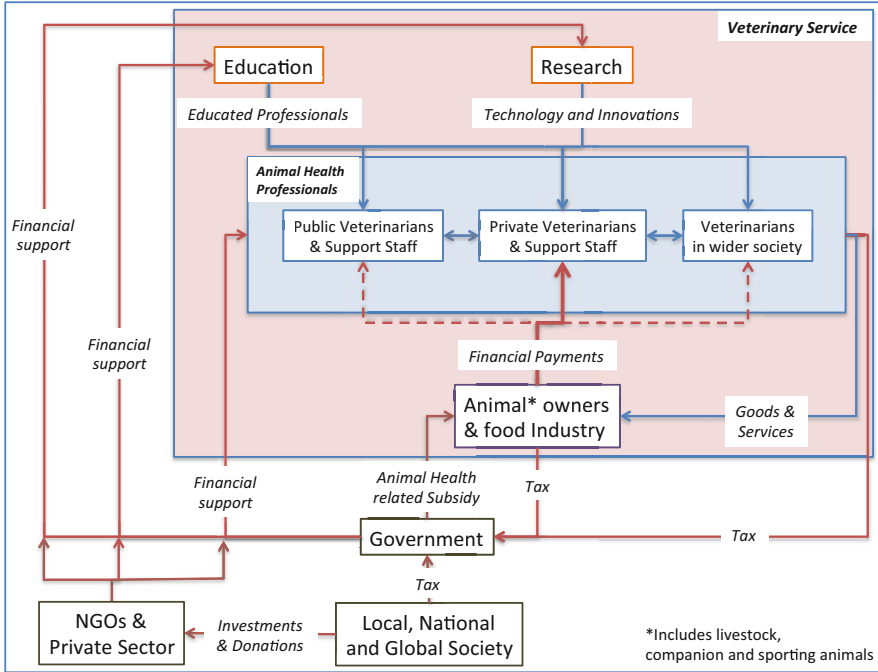 Veterinary Service
Education
Research
Educated Professionals
Technology and Innovations
Animal Health
Professionals
Financial
support
Public Veterinarians
& Support Staff
Private Veterinarians
& Support Staff
Veterinarians
in wider society
Financial
support
Financial Payments
Animal* owners
& food Industry
Goods &
Services
Financial
support
Animal Health
related Subsidy
Tax
Government
Tax
Tax
NGOs &
Private Sector
Investments
& Donations
Local, National
and Global Society
*Includes livestock,
companion and sporting animals